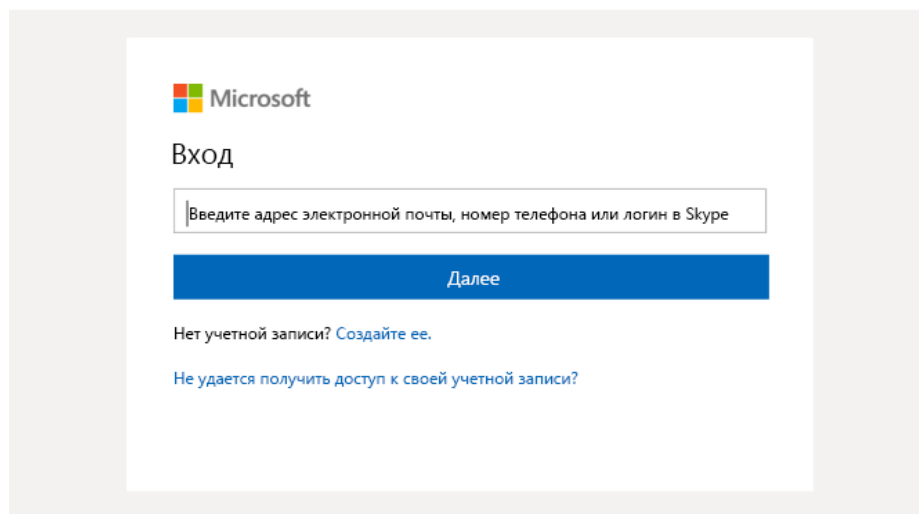 Microsoft
Вход
Введите адрес электронной почты, номер телефона или логин в Skype
Далее
Нет учетной записи? Создайте ее.
Не удается получить доступ к своей учетной записи?